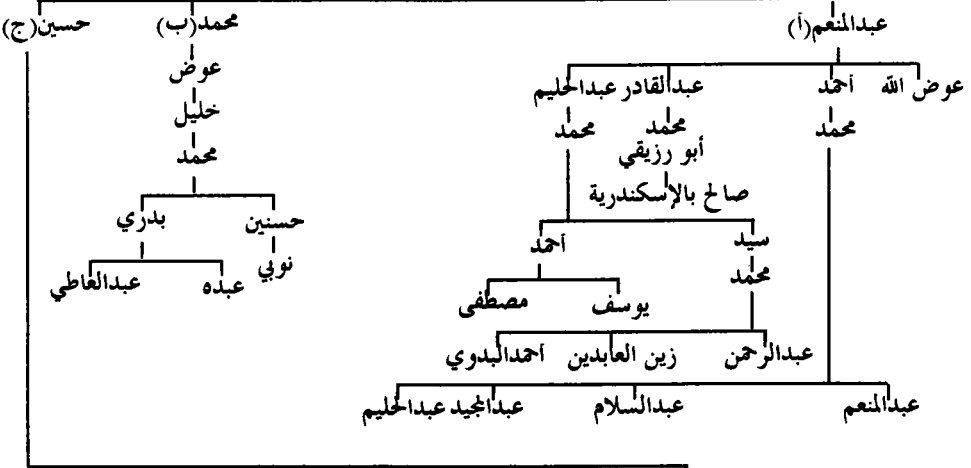 عبدالمنعم(أ) محمد(ب) حسين(ج)
عوض
عوض الله أحمد عبدالقادر عبدالحليم
خليل
محمد محمد محمد
أبو رزيقي محمد
صالح بالإسكندرية
حسنين بدري
سيد أحمد
نوبي
محمد
عبده عبدالعاطي
يوسف مصطفى
عبدالرحمن زين العابدين أحمدالبدوي
عبدالمنعم عبدالسلام عبدالمجيد عبدالحليم